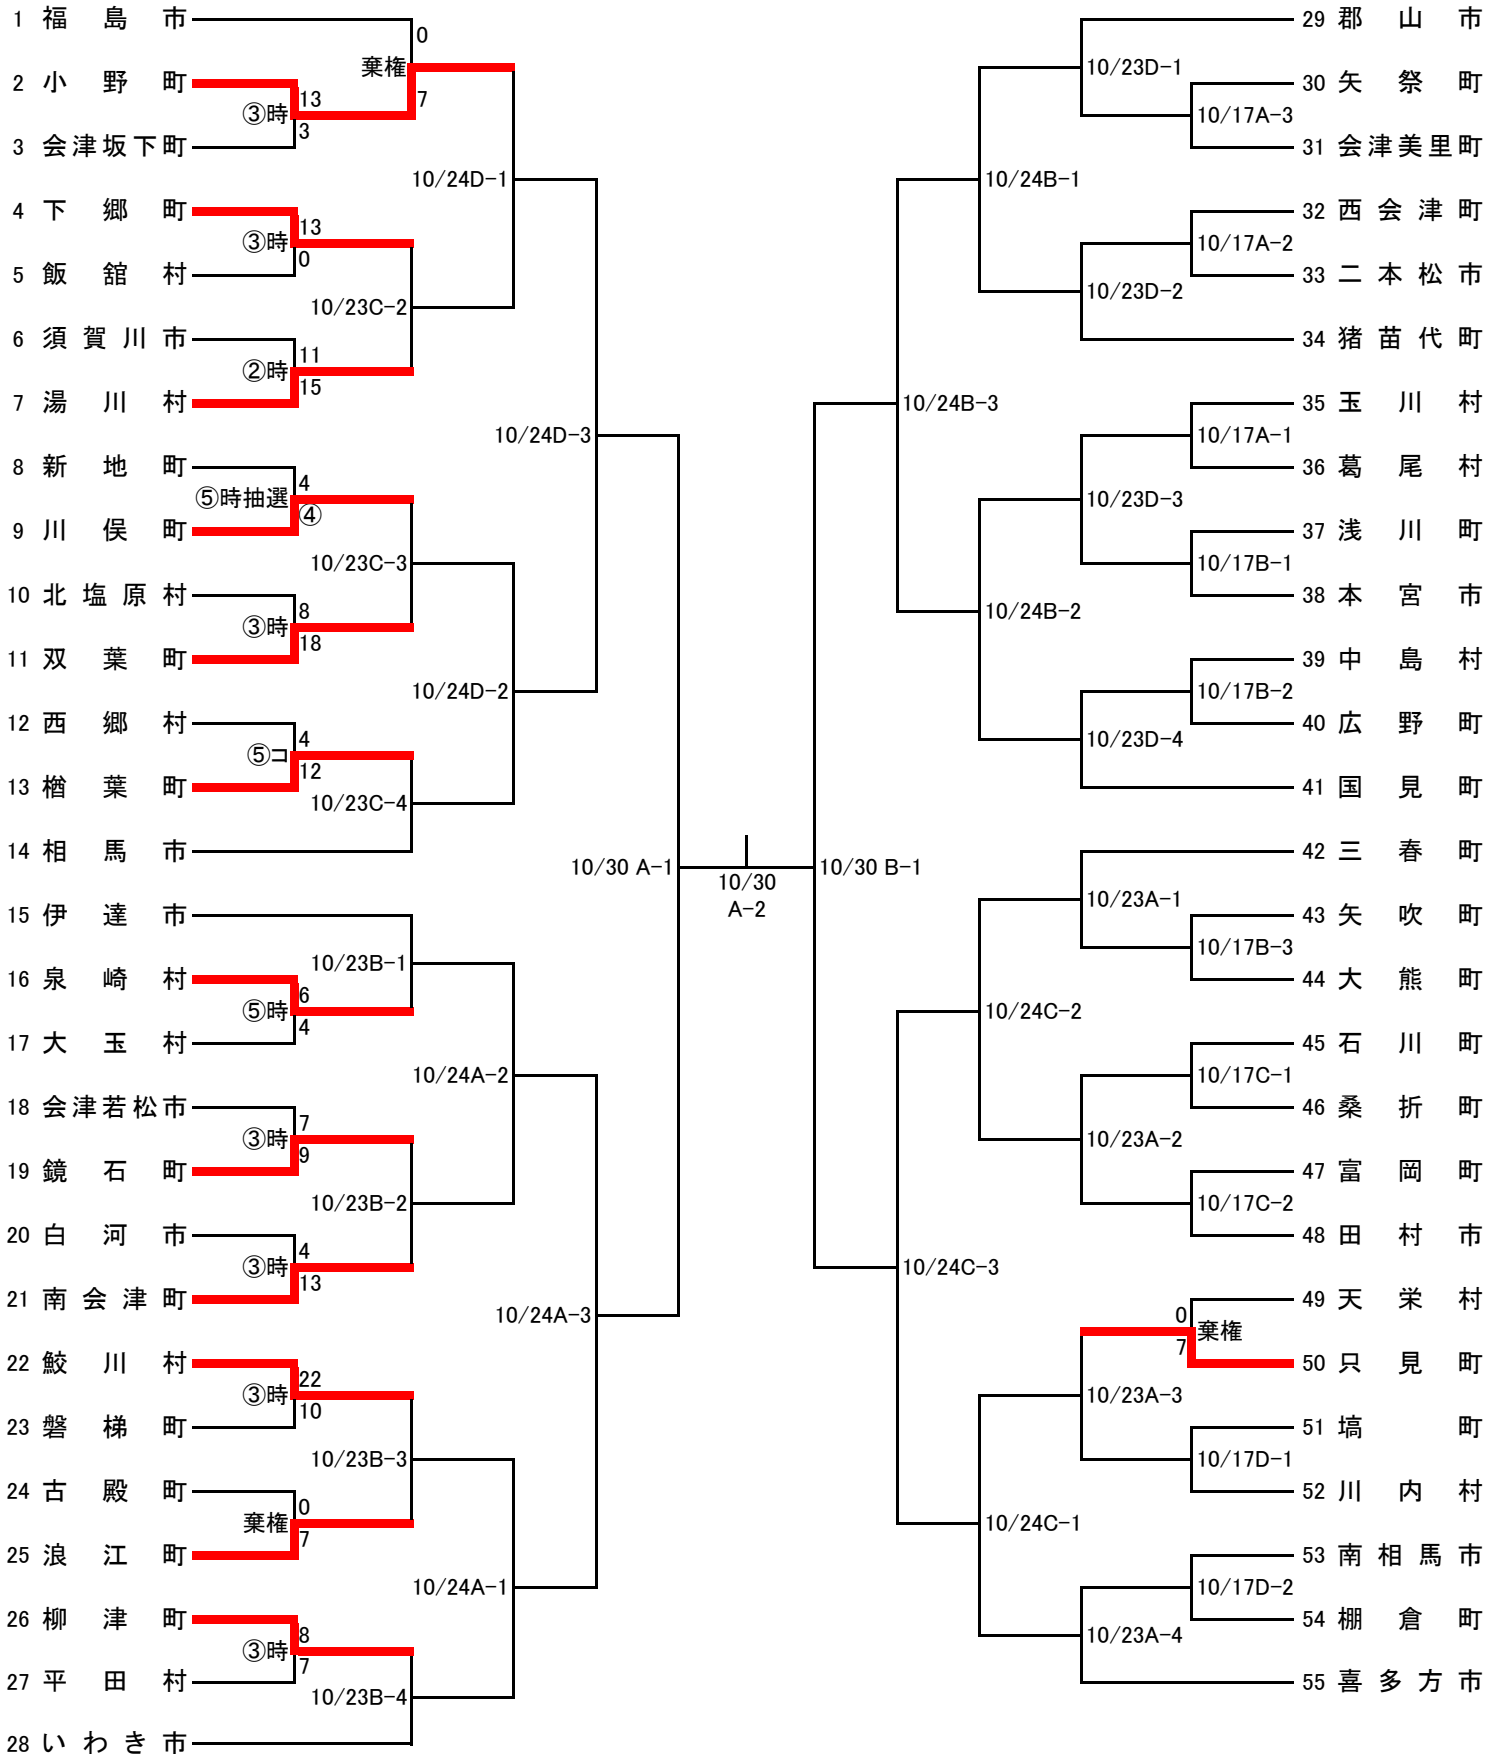 1 福島市
0
棄権
7
2 小野町
13
③時
3
3 会津坂下町
10/24D-1
4 下郷町
13
③時
0
5 飯舘村
10/23C-2
6 須賀川市
11
②時
15
7 湯川村
10/24D-3
8 新地町
4
⑤時抽選
④
9 川俣町
10/23C-3
10 北塩原村
8
③時
18
11 双葉町
10/24D-2
12 西郷村
4
⑤コ
12
13 楢葉町
10/23C-4
14 相馬市
10/30 A-1
10/30
A-2
10/30 B-1
15 伊達市
10/23B-1
16 泉崎村
6
⑤時
4
17 大玉村
10/24A-2
18 会津若松市
7
③時
9
19 鏡石町
10/23B-2
20 白河市
4
③時
13
21 南会津町
10/24A-3
22 鮫川村
22
③時
10
23 磐梯町
10/23B-3
24 古殿町
0
棄権
7
25 浪江町
10/24A-1
26 柳津町
8
③時
7
27 平田村
10/23B-4
28 いわき市
29 郡山市
10/23D-1
30 矢祭町
10/17A-3
31 会津美里町
10/24B-1
32 西会津町
10/17A-2
33 二本松市
10/23D-2
34 猪苗代町
10/24B-3
35 玉川村
10/17A-1
36 葛尾村
10/23D-3
37 浅川町
10/17B-1
38 本宮市
10/24B-2
39 中島村
10/17B-2
40 広野町
10/23D-4
41 国見町
42 三春町
10/23A-1
43 矢吹町
10/17B-3
44 大熊町
10/24C-2
45 石川町
10/17C-1
46 桑折町
10/23A-2
47 富岡町
10/17C-2
48 田村市
10/24C-3
49 天栄村
0
棄権
7
50 只見町
10/23A-3
51 塙町
10/17D-1
52 川内村
10/24C-1
53 南相馬市
10/17D-2
54 棚倉町
10/23A-4
55 喜多方市